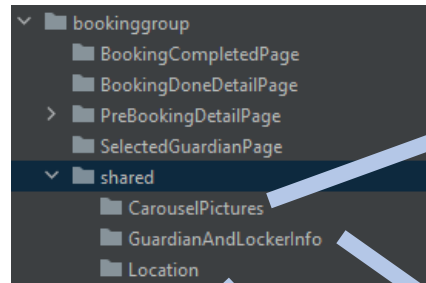 bookinggroup
BookingCompletedPage
BookingDoneDetailPage
PreBookingDetailPage
SelectedGuardianPage
shared
CarouselPictures
GuardianAndLockerInfo
Location